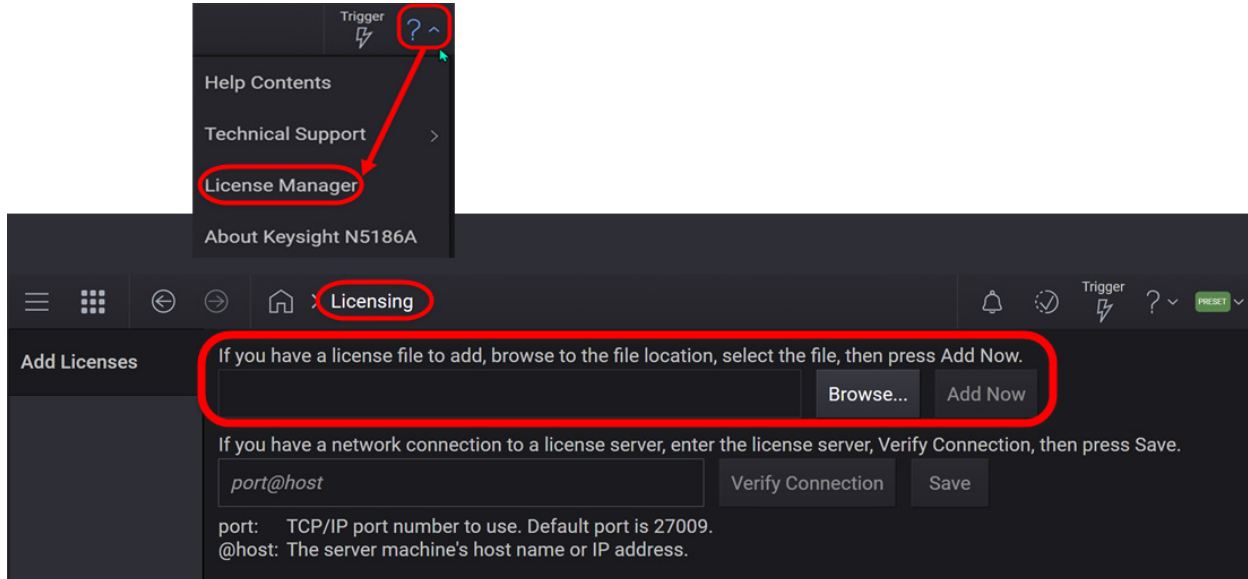 Trigger
?
Help Contents
Technical Support
License Manager
About Keysight N5186A
Licensing
Trigger
?
PRESET
Add Licenses
If you have a license file to add, browse to the file location, select the file, then press Add Now.
Browse... Add Now
If you have a network connection to a license server, enter the license server, Verify Connection, then press Save.
port@host Verify Connection Save
port: TCP/IP port number to use. Default port is 27009.
@host: The server machine's host name or IP address.